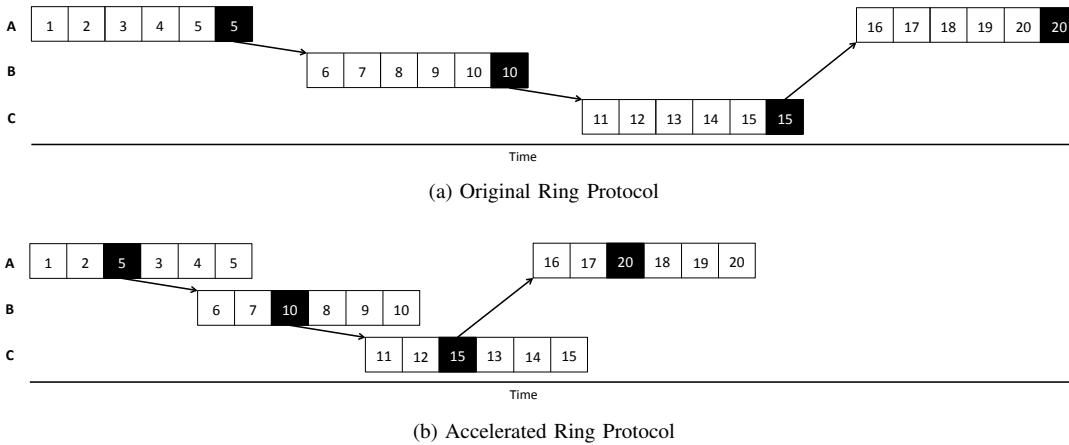 A 1 2 3 4 5 5 16 17 18 19 20 20
B 6 7 8 9 10 10
C 11 12 13 14 15 15
Time
(a) Original Ring Protocol
A 1 2 5 3 4 5 16 17 20 18 19 20
B 6 7 10 8 9 10
C 11 12 15 13 14 15
Time
(b) Accelerated Ring Protocol